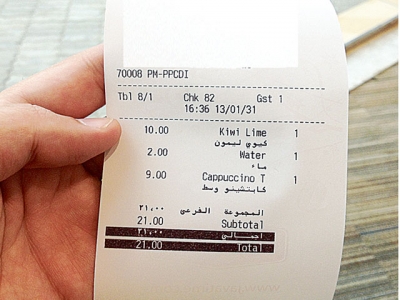 70008 PM-PPCDI
Tbl 8/1 Chk 82 Gst 1
16:36 13/01/31
10.00 Kiwi Lime 1
كيوي ليمون
2.00 Water 1
ماء
9.00 Cappuccino T 1
كابتشينو وسط
٢١,٠٠ المجموعة الفرعي
21.00 Subtotal
٢١,٠٠ اجمالي
21.00 Total